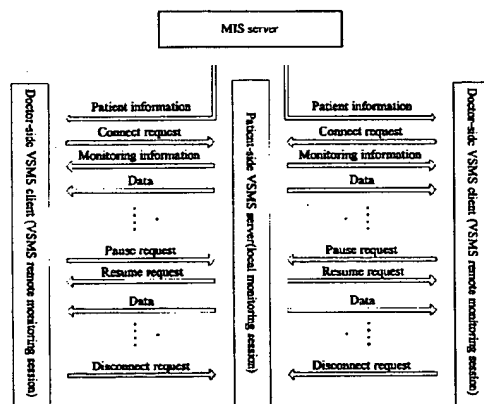 MIS server
Patient information
Connect request
Monitoring information
Data
Pause request
Resume request
Data
Disconnect request
Patient information
Connect request
Monitoring information
Data
Pause request
Resume request
Data
Disconnect request
Doctor-side VSMS client (VSMS remote monitoring session)
Patient-side VSMS server(local monitoring session)
Doctor-side VSMS client (VSMS remote monitoring session)